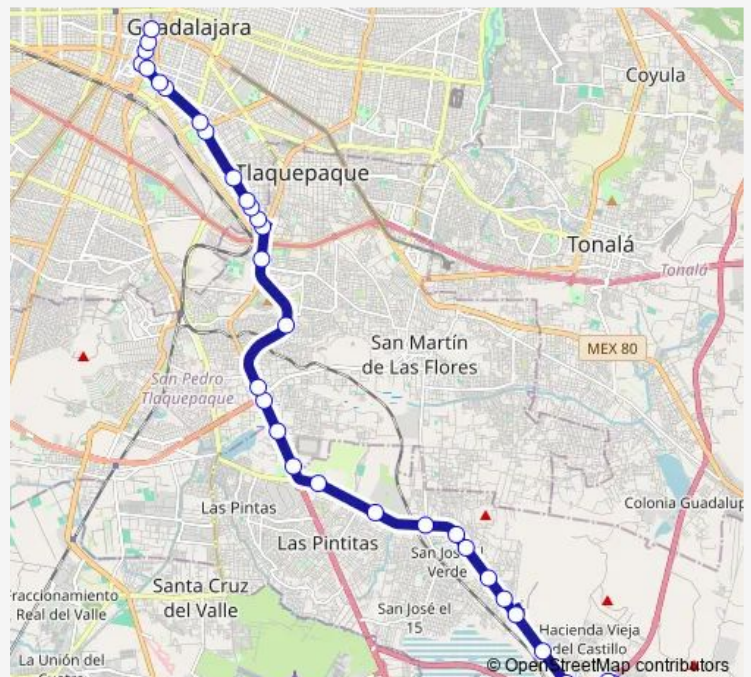 Guadalajara
Coyula
Tlaquepaque
Tonalá
Tonalá
San Martín
de Las Flores
MEX 80
San Pedro
Tlaquepaque
Colonia Guadalup
Las Pintas
Las Pintitas
San José
Verde
raccionamiento
Real del Valle
Santa Cruz
del Valle
San José el
15
Hacienda Vieja
del Castillo
La Unión del
© OpenStreetMap contributors